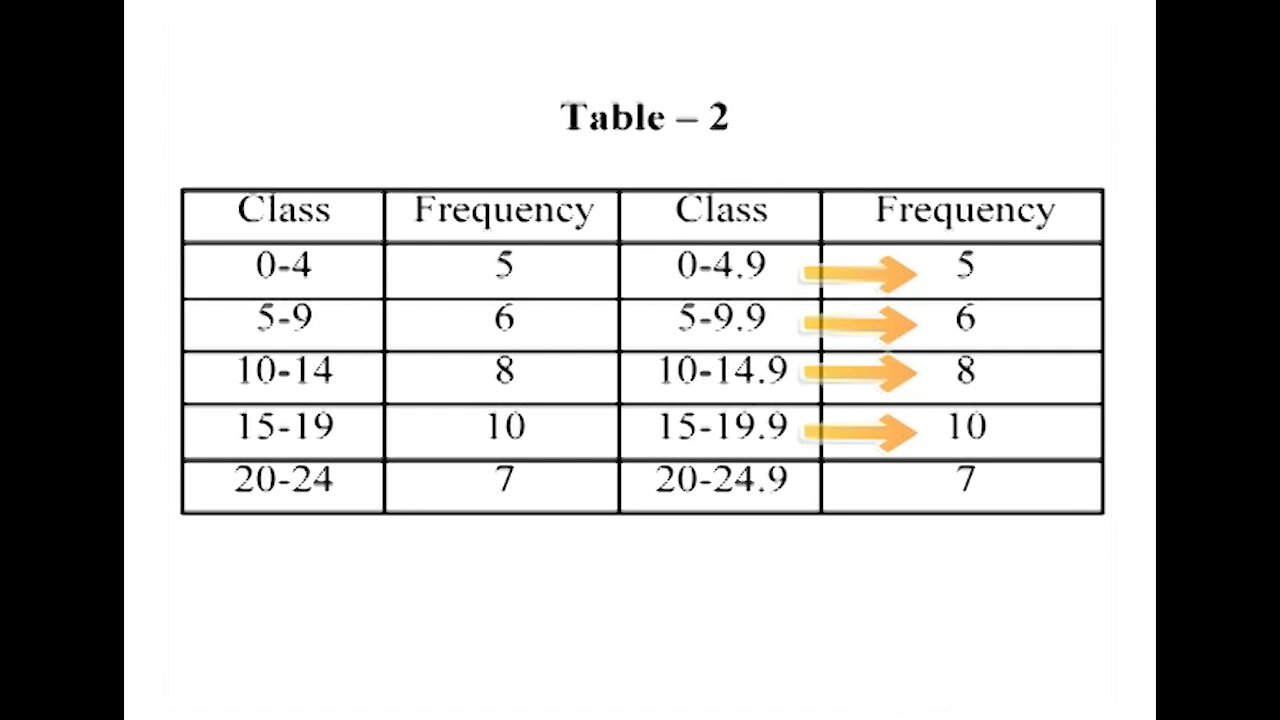 Table – 2
Class Frequency Class Frequency
0-4 5 0-4.9 5
5-9 6 5-9.9 6
10-14 8 10-14.9 8
15-19 10 15-19.9 10
20-24 7 20-24.9 7